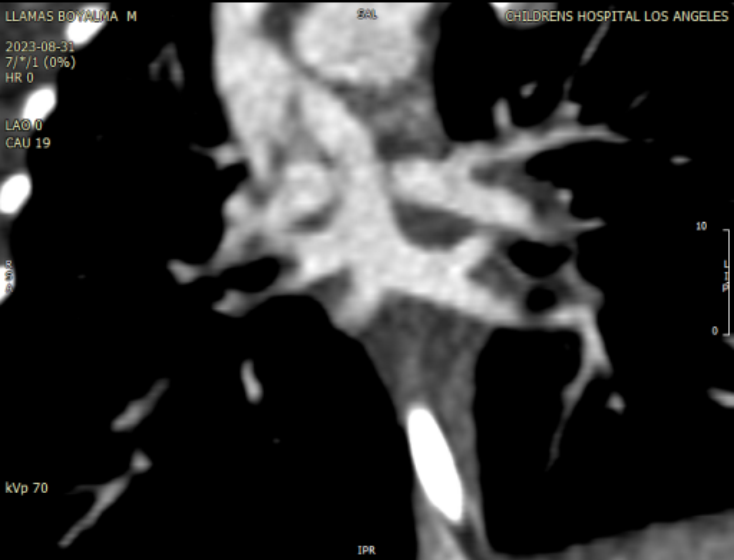 LLAMAS BOYALMA M
SAL
CHILDRENS HOSPITAL LOS ANGELES
2023-08-31
7/*/1 (0%)
HR 0
LAO 0
CAU 19
10
0
kVp 70
IPR